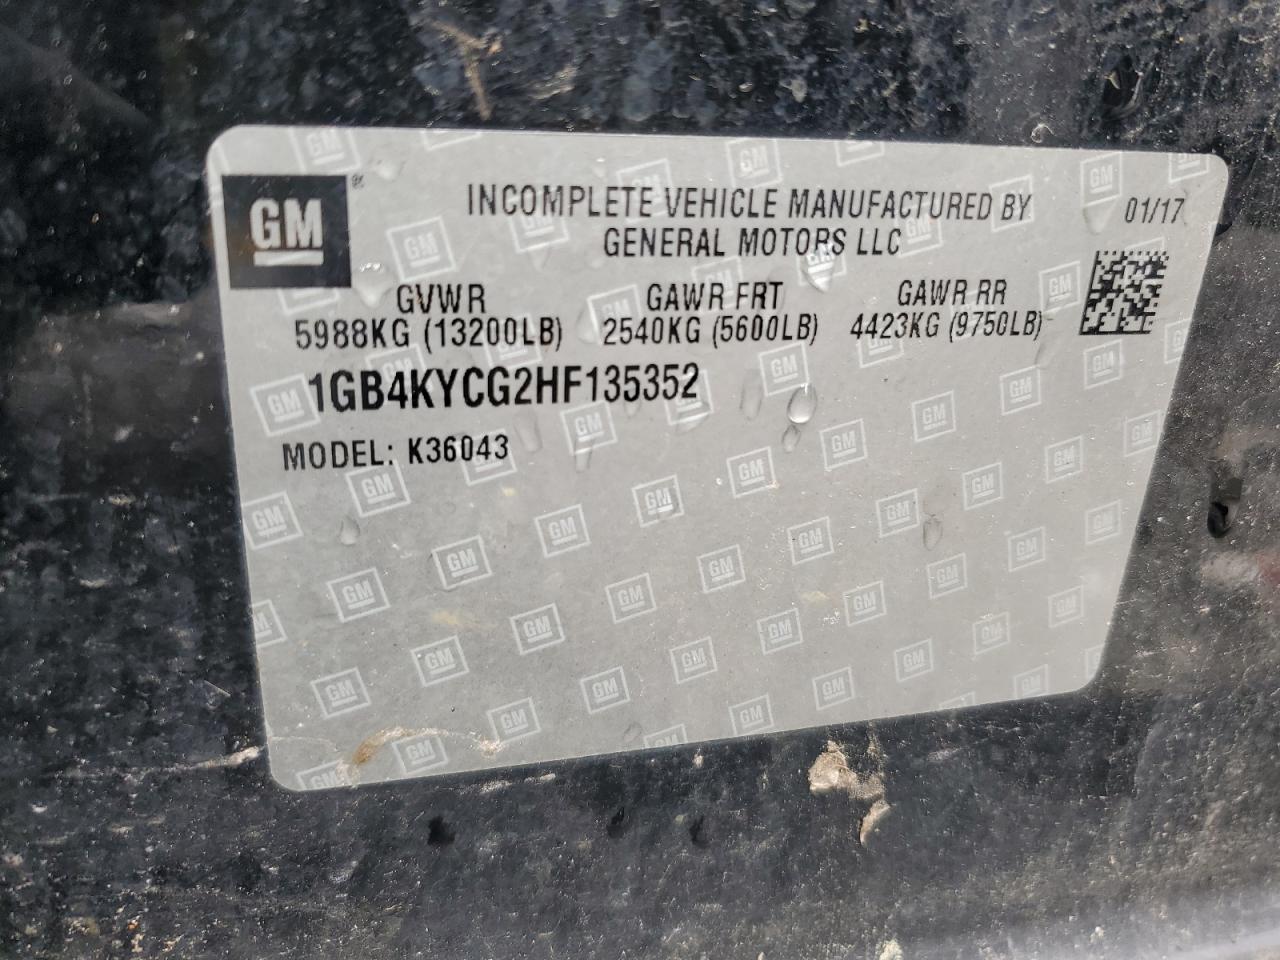 GM
INCOMPLETE VEHICLE MANUFACTURED BY 01/17
GENERAL MOTORS LLC
GVWR GAWR FRT GAWR RR
5988KG (13200LB) 2540KG (5600LB) 4423KG (9750LB)
1GB4KYCG2HF135352
MODEL: K36043